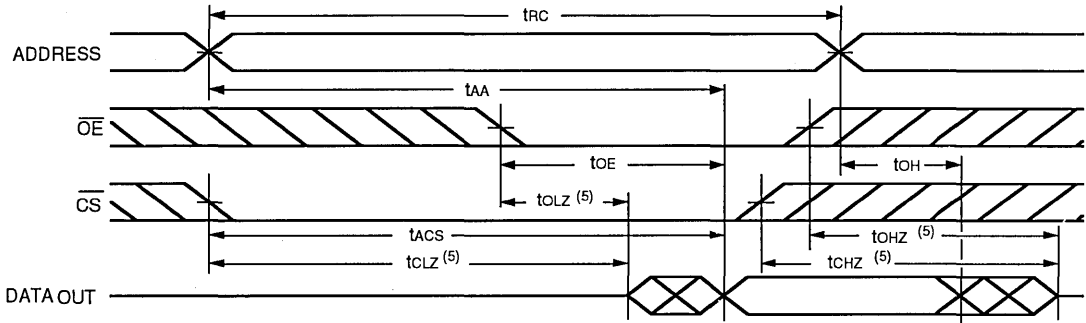 tRC
ADDRESS
tAA
OE
tOE
tOH
CS
tOLZ (5)
tACS
tOHZ (5)
tCLZ (5)
tCHZ (5)
DATA OUT